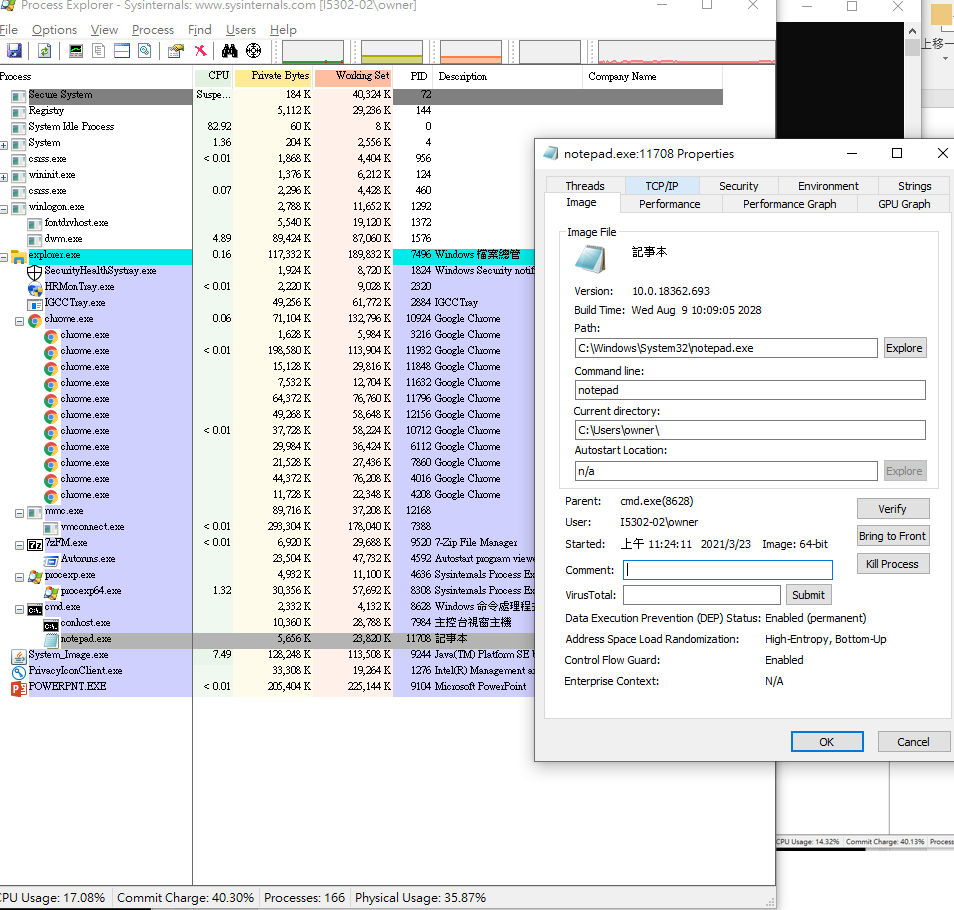 Process Explorer - Sysinternals: www.sysinternals.com [I5302-02\owner]
File Options View Process Find Users Help
Process CPU Private Bytes Working Set PID Description Company Name
Secure System Suspe... 184 K 40,324 K 72
Registry 5,112 K 29,236 K 144
System Idle Process 82.92 60 K 8 K 0
System 1.36 204 K 2,556 K 4
csrss.exe < 0.01 1,868 K 4,404 K 956
wininit.exe 1,376 K 6,212 K 124
csrss.exe 0.07 2,296 K 4,428 K 460
winlogon.exe 2,788 K 11,652 K 1292
fontdrvhost.exe 5,540 K 19,120 K 1372
dwm.exe 4.89 89,424 K 87,060 K 1576
explorer.exe 0.16 117,332 K 189,832 K 7496 Windows 檔案總管
SecurityHealthSystray.exe 1,924 K 8,720 K 1824 Windows Security notif
HRMonTray.exe < 0.01 2,220 K 9,028 K 2320
IGCCTray.exe 49,256 K 61,772 K 2884 IGCCTray
chrome.exe 0.06 71,104 K 132,796 K 10924 Google Chrome
chrome.exe 1,628 K 5,984 K 3216 Google Chrome
chrome.exe < 0.01 198,580 K 113,904 K 11932 Google Chrome
chrome.exe 15,128 K 29,816 K 11848 Google Chrome
chrome.exe 7,532 K 12,704 K 11632 Google Chrome
chrome.exe 64,372 K 76,760 K 11796 Google Chrome
chrome.exe 49,268 K 58,648 K 12156 Google Chrome
chrome.exe < 0.01 37,728 K 58,224 K 10712 Google Chrome
chrome.exe 29,984 K 36,424 K 6112 Google Chrome
chrome.exe 21,528 K 27,436 K 7860 Google Chrome
chrome.exe 44,372 K 76,208 K 4016 Google Chrome
chrome.exe 11,728 K 22,348 K 4208 Google Chrome
mmc.exe 89,716 K 37,208 K 12168
vmconnect.exe < 0.01 293,304 K 178,040 K 7388
7zFM.exe < 0.01 6,920 K 29,688 K 9520 7-Zip File Manager
Autoruns.exe 23,504 K 47,732 K 4592 Autostart program viewe
procexp.exe 4,932 K 11,100 K 4636 Sysinternals Process Ex
procexp64.exe 1.32 30,356 K 57,692 K 8308 Sysinternals Process Ex
cmd.exe 2,332 K 4,132 K 8628 Windows 命令處理程
conhost.exe 10,360 K 28,788 K 7984 主控台視窗主機
notepad.exe 5,656 K 23,820 K 11708 記事本
System_Image.exe 7.49 128,248 K 113,508 K 9244 Java(TM) Platform SE
PrivacyIconClient.exe 33,308 K 19,264 K 1276 Intel(R) Management a
POWERPNT.EXE < 0.01 205,404 K 225,144 K 9104 Microsoft PowerPoint
CPU Usage: 17.08% Commit Charge: 40.30% Processes: 166 Physical Usage: 35.87%
notepad.exe:11708 Properties
Threads TCP/IP Security Environment Strings
Image Performance Performance Graph GPU Graph
Image File
記事本
Version: 10.0.18362.693
Build Time: Wed Aug 9 10:09:05 2028
Path:
C:\Windows\System32\notepad.exe Explore
Command line:
notepad
Current directory:
C:\Users\owner\
Autostart Location:
n/a Explore
Parent: cmd.exe(8628) Verify
User: I5302-02\owner
Started: 上午 11:24:11 2021/3/23 Image: 64-bit Bring to Front
Comment: Kill Process
VirusTotal: Submit
Data Execution Prevention (DEP) Status: Enabled (permanent)
Address Space Load Randomization: High-Entropy, Bottom-Up
Control Flow Guard: Enabled
Enterprise Context: N/A
OK Cancel
上移一
CPU Usage: 14.32% Commit Charge: 40.13% Process